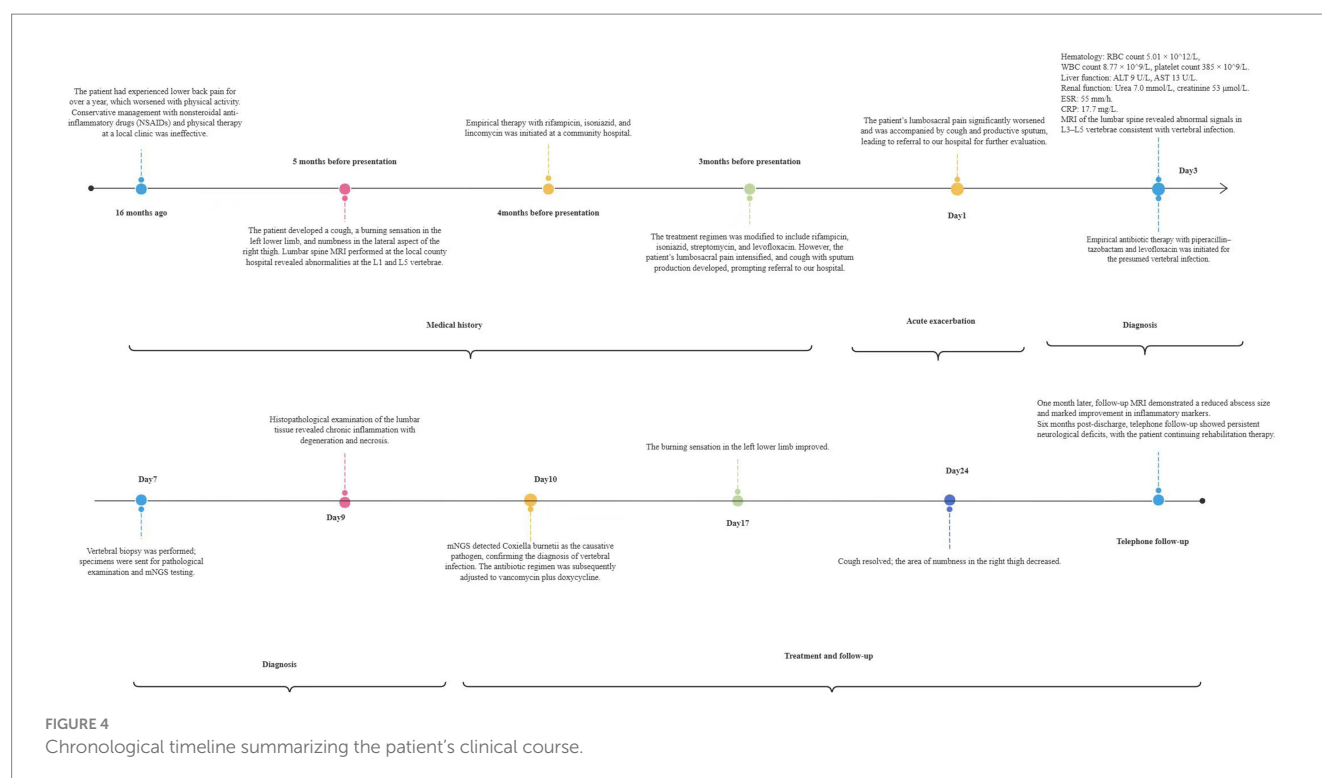 The patient had experienced lower back pain for
over a year, which worsened with physical activity.
Conservative management with nonsteroidal anti-
inflammatory drugs (NSAIDs) and physical therapy
at a local clinic was ineffective.
16 months ago
5 months before presentation
The patient developed a cough, a burning sensation in the
left lower limb, and numbness in the lateral aspect of the
right thigh. Lumbar spine MRI performed at the local county
hospital revealed abnormalities at the L1 and L5 vertebrae.
Empirical therapy with rifampicin, isoniazid, and
lincomycin was initiated at a community hospital.
4months before presentation
3months before presentation
The treatment regimen was modified to include rifampicin,
isoniazid, streptomycin, and levofloxacin. However, the
patient's lumbosacral pain intensified, and cough with sputum
production developed, prompting referral to our hospital.
The patient's lumbosacral pain significantly worsened
and was accompanied by cough and productive sputum,
leading to referral to our hospital for further evaluation.
Day1
Hematology: RBC count 5.01 × 10^12/L,
WBC count 8.77 × 10^9/L, platelet count 385 × 10^9/L.
Liver function: ALT 9 U/L, AST 13 U/L.
Renal function: Urea 7.0 mmol/L, creatinine 53 μmol/L.
ESR: 55 mm/h.
CRP: 17.7 mg/L.
MRI of the lumbar spine revealed abnormal signals in
L3–L5 vertebrae consistent with vertebral infection.
Day3
Empirical antibiotic therapy with piperacillin–
tazobactam and levofloxacin was initiated for
the presumed vertebral infection.
Medical history
Acute exacerbation
Diagnosis
Day7
Vertebral biopsy was performed;
specimens were sent for pathological
examination and mNGS testing.
Histopathological examination of the lumbar
tissue revealed chronic inflammation with
degeneration and necrosis.
Day9
Day10
mNGS detected Coxiella burnetii as the causative
pathogen, confirming the diagnosis of vertebral
infection. The antibiotic regimen was subsequently
adjusted to vancomycin plus doxycycline.
The burning sensation in the left lower limb improved.
Day17
Day24
Cough resolved; the area of numbness in the right thigh decreased.
One month later, follow-up MRI demonstrated a reduced abscess size
and marked improvement in inflammatory markers.
Six months post-discharge, telephone follow-up showed persistent
neurological deficits, with the patient continuing rehabilitation therapy.
Telephone follow-up
Diagnosis
Treatment and follow-up
FIGURE 4
Chronological timeline summarizing the patient's clinical course.